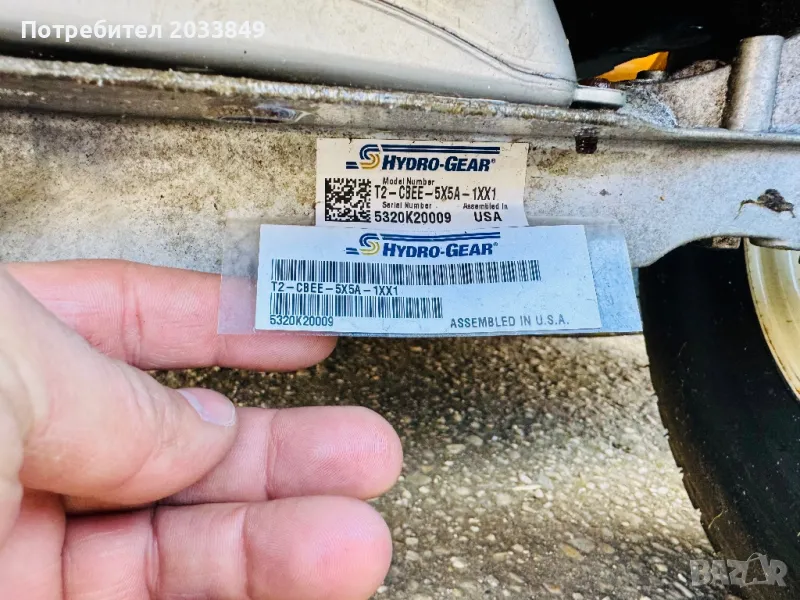 Потребител 2033849
HYDRO-GEAR®
Model Number
T2-CBEE-5X5A-1XX1
Serial Number Assembled In
5320K20009 USA
HYDRO-GEAR®
T2-CBEE-5X5A-1XX1
5320K20009 ASSEMBLED IN U.S.A.
BAZAR